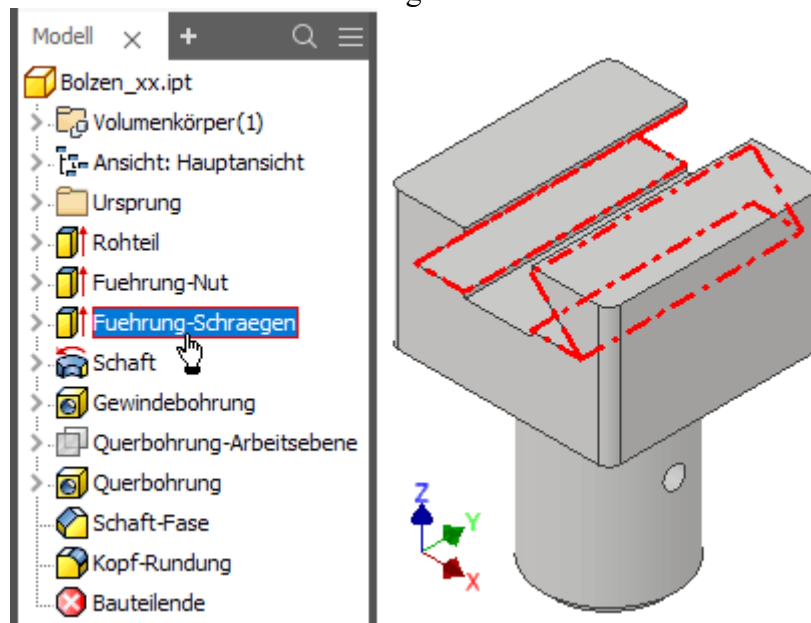 Modell
Bolzen_xx.ipt
Volumenkörper(1)
Ansicht: Hauptansicht
Ursprung
Rohteil
Fuehrung-Nut
Fuehrung-Schraegen
Schaft
Gewindebohrung
Querbohrung-Arbeitsebene
Querbohrung
Schaft-Fase
Kopf-Rundung
Bauteilende
Z
Y
X